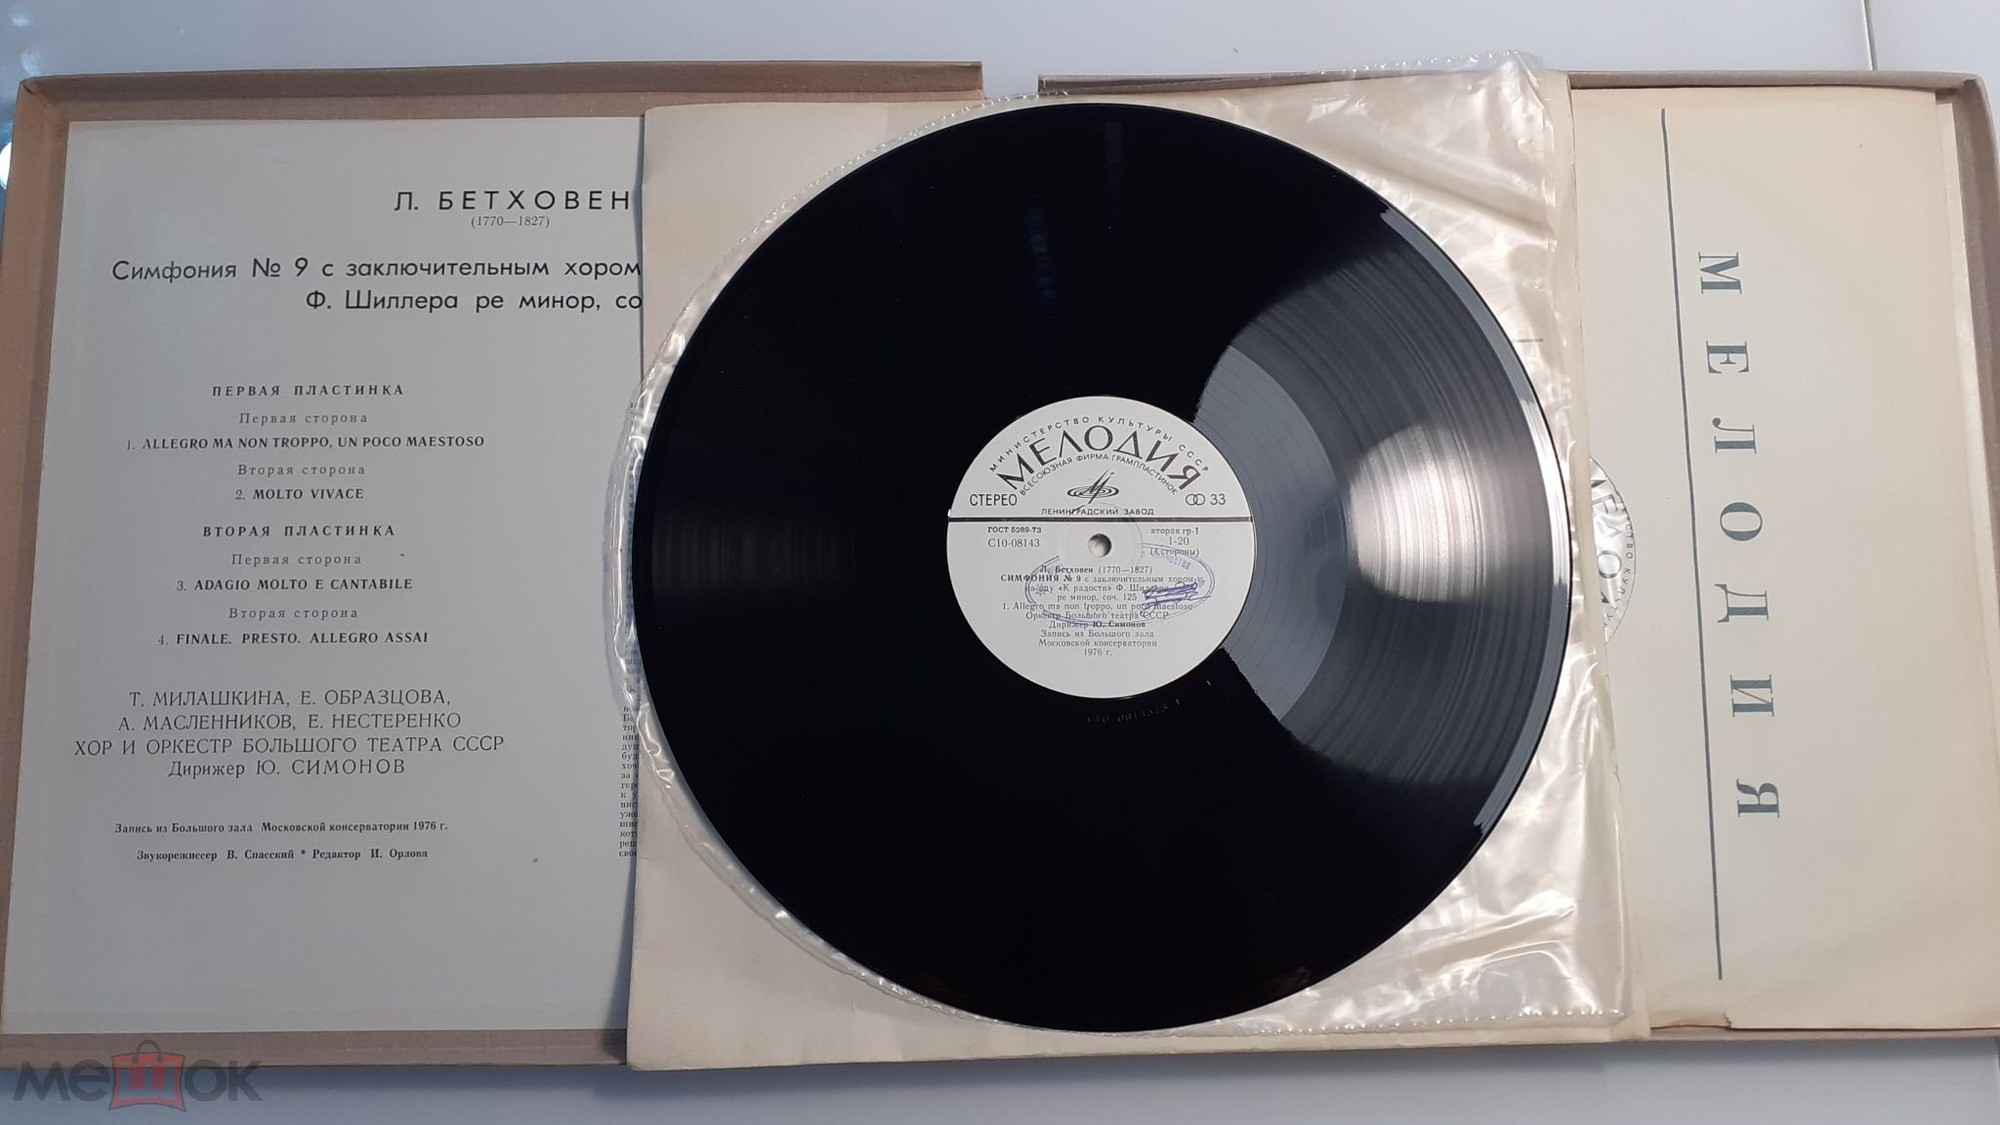 Л. БЕТХОВЕН
(1770—1827)
Симфония № 9 с заключительным хором
Ф. Шиллера ре минор, со
ПЕРВАЯ ПЛАСТИНКА
Первая сторона
1. ALLEGRO MA NON TROPPO, UN POCO MAESTOSO
Вторая сторона
2. MOLTO VIVACE
ВТОРАЯ ПЛАСТИНКА
Первая сторона
3. ADAGIO MOLTO E CANTABILE
Вторая сторона
4. FINALE. PRESTO. ALLEGRO ASSAI
Т. МИЛАШКИНА, Е. ОБРАЗЦОВА,
А. МАСЛЕННИКОВ, Е. НЕСТЕРЕНКО
ХОР И ОРКЕСТР БОЛЬШОГО ТЕАТРА СССР
Дирижер Ю. СИМОНОВ
Запись из Большого зала Московской консерватории 1976 г.
Звукорежиссер В. Спасский * Редактор И. Орлова
МИНИСТЕРСТВО КУЛЬТУРЫ СССР
МЕЛОДИЯ
ВСЕСОЮЗНАЯ ФИРМА ГРАМПЛАСТИНОК
СТЕРЕО
33
ЛЕНИНГРАДСКИЙ ЗАВОД
ГОСТ 5289-73
вторая гр-1
С10-08143
1-20
(4 стороны)
Л. Бетховен (1770—1827)
СИМФОНИЯ № 9 с заключительным хором
на оду «К радости» Ф. Шиллера
ре минор, соч. 125
1. Allegro ma non troppo, un poco maestoso
Оркестр Большого театра СССР
Дирижер Ю. Симонов
Запись из Большого зала
Московской консерватории
1976 г.
МЕЛОДИЯ
мешок